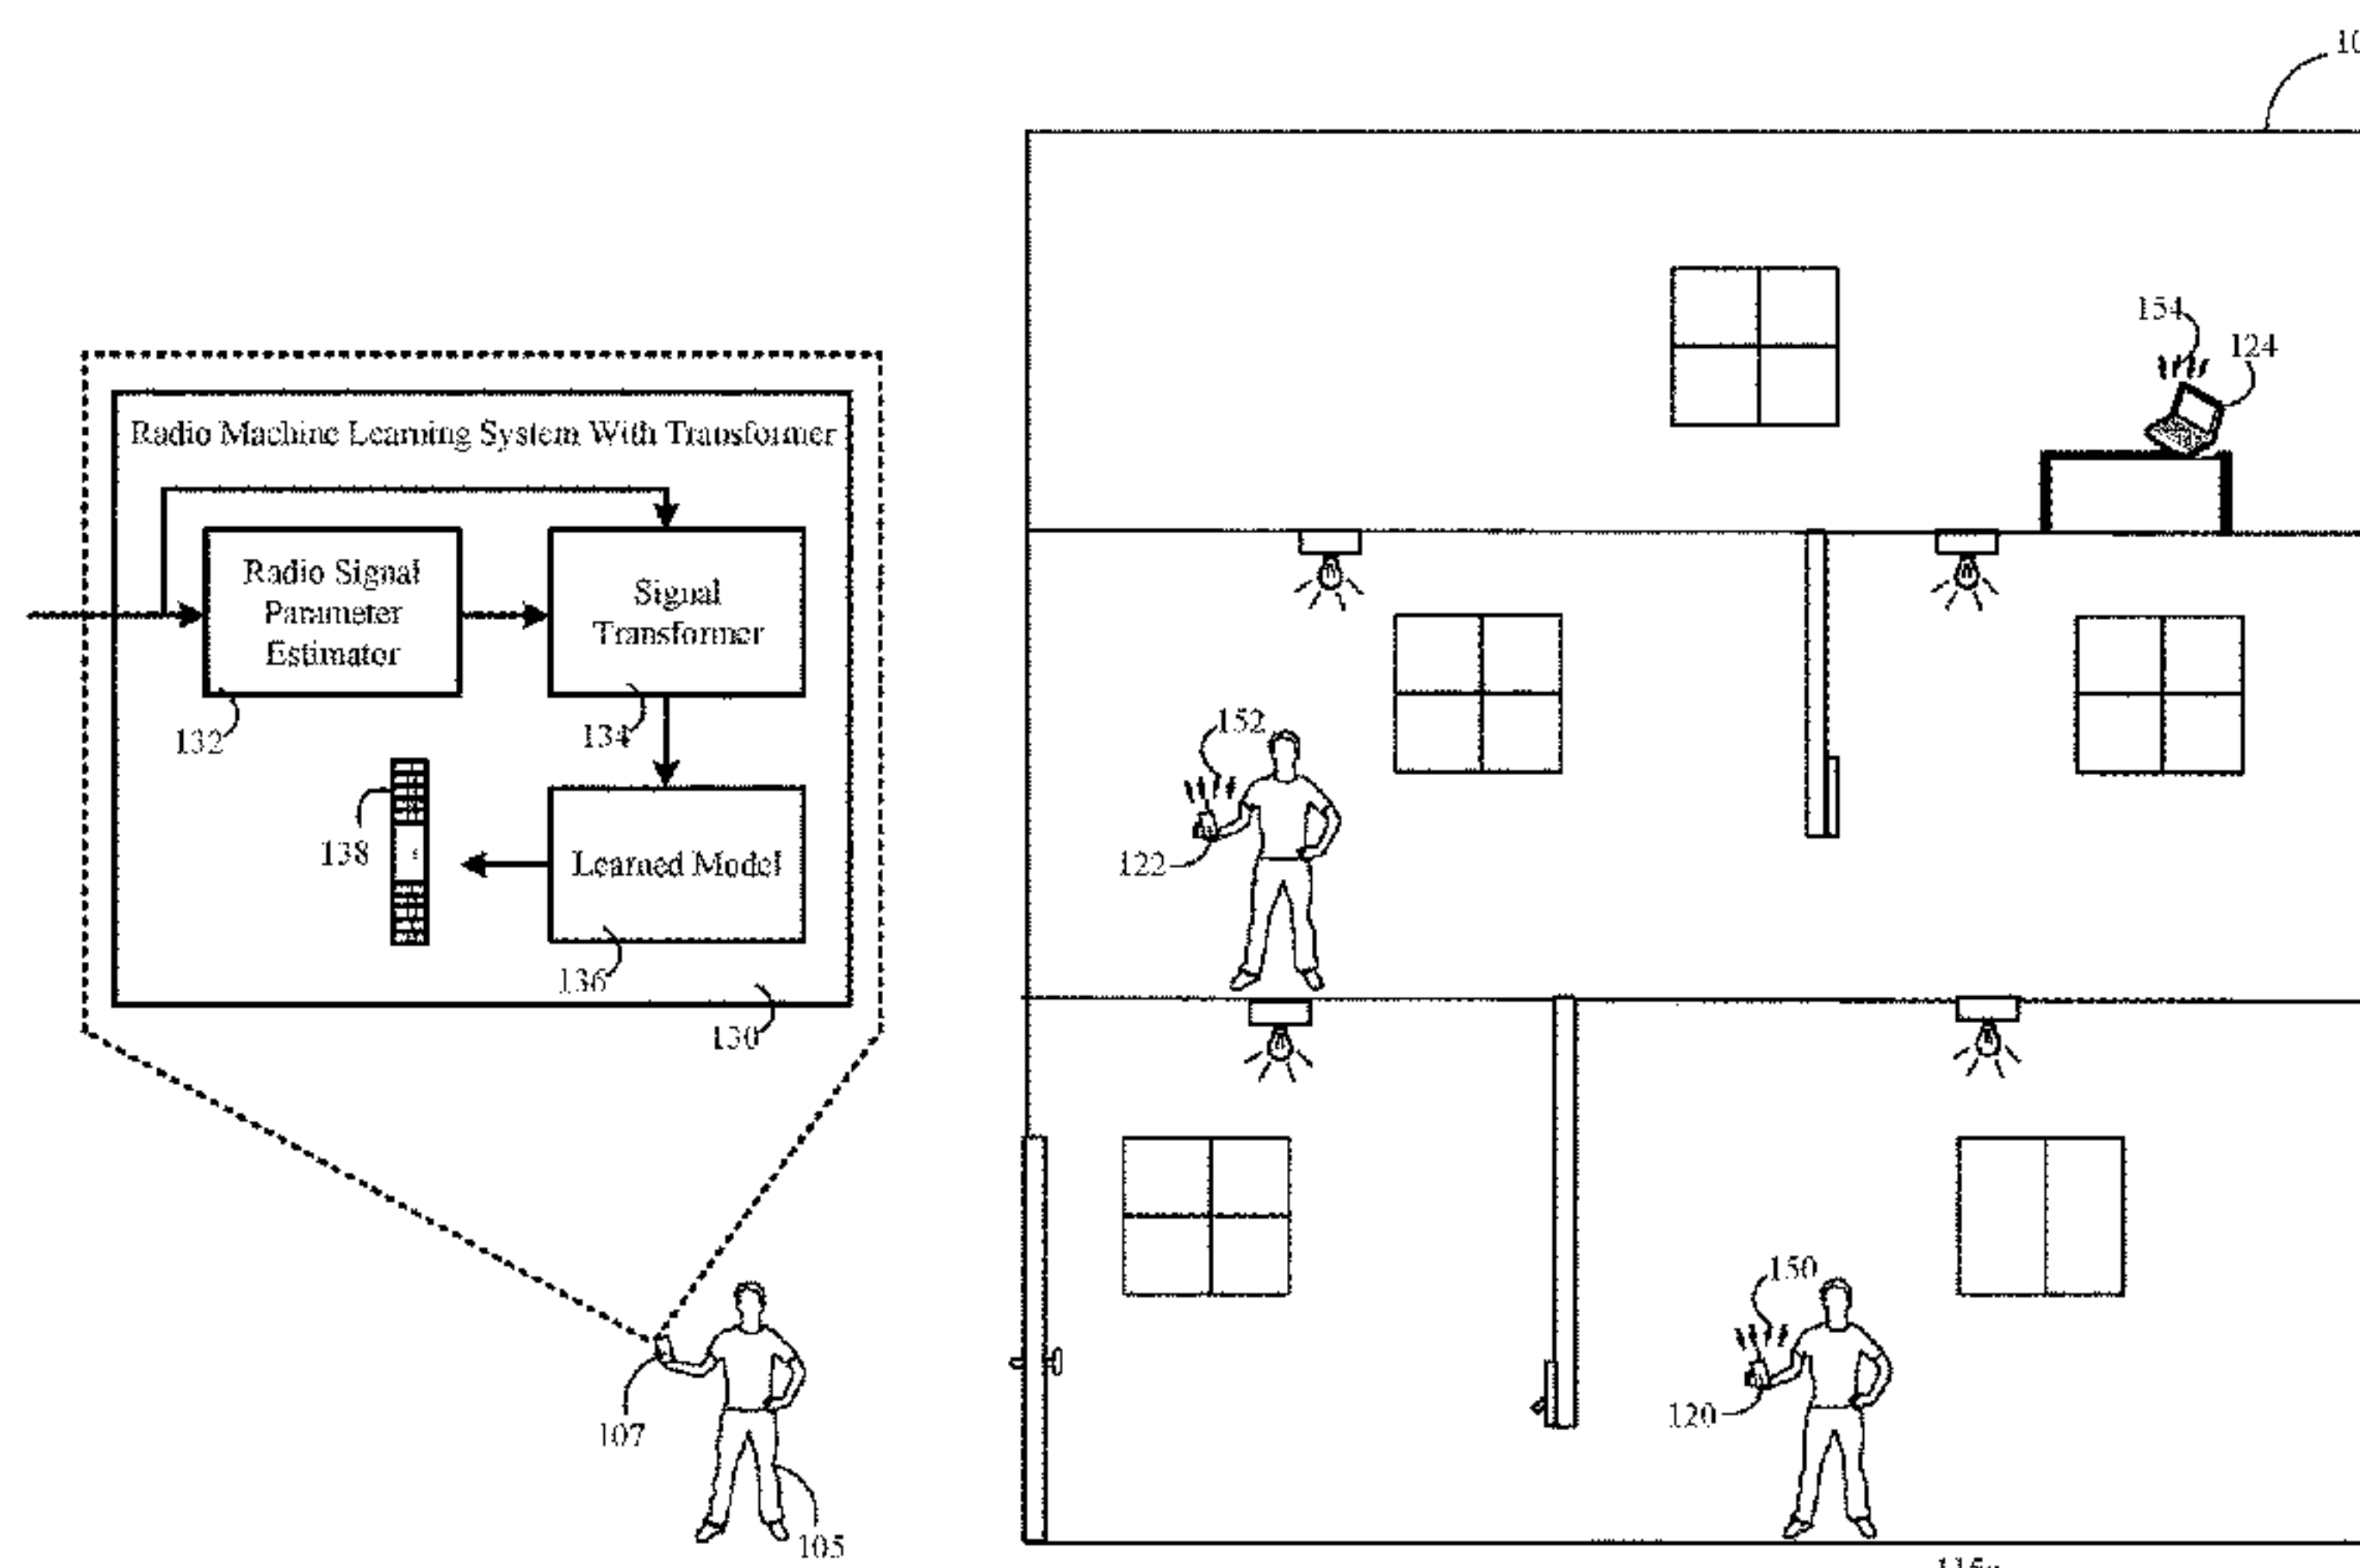 Radio Machine Learning System With Transformer
Radio Signal
Parameter
Estimator
Signal
Transformer
132
134
138
Learned Model
136
130
107
105
154
124
152
122
150
120